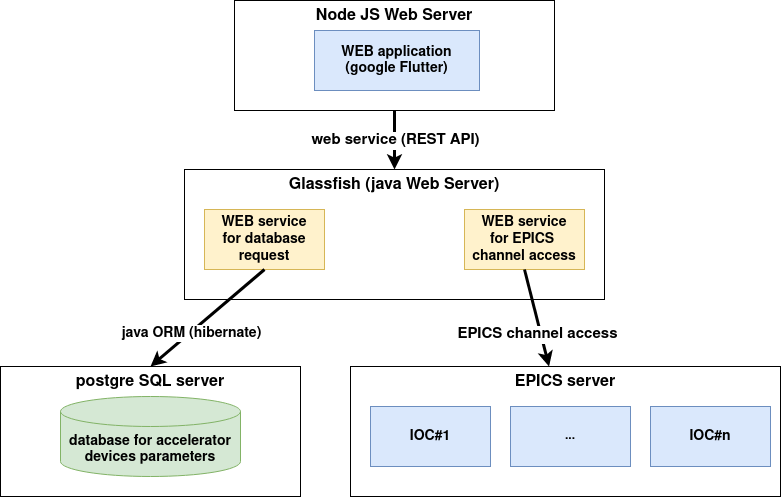 Node JS Web Server
WEB application
(google Flutter)
web service (REST API)
Glassfish (java Web Server)
WEB service
for database
request
WEB service
for EPICS
channel access
java ORM (hibernate)
EPICS channel access
postgre SQL server
database for accelerator
devices parameters
EPICS server
IOC#1
...
IOC#n